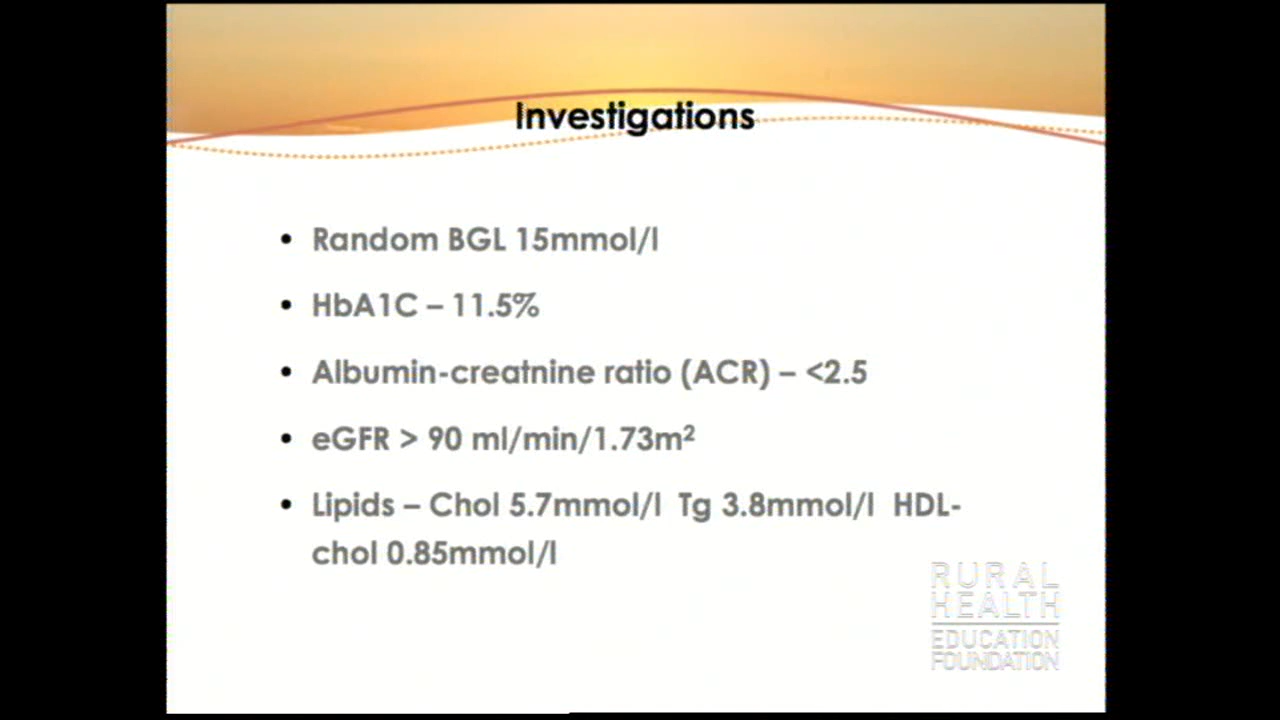 Investigations
• Random BGL 15mmol/l
• HbA1C – 11.5%
• Albumin-creatnine ratio (ACR) – <2.5
• eGFR > 90 ml/min/1.73m²
• Lipids – Chol 5.7mmol/l Tg 3.8mmol/l HDL-
chol 0.85mmol/l
RURAL
HEALTH
EDUCATION
FOUNDATION